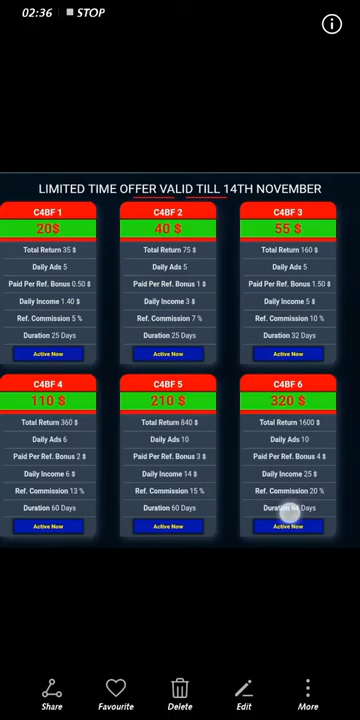 02:36 STOP
LIMITED TIME OFFER VALID TILL 14TH NOVEMBER
C4BF 1
20$
Total Return 35 $
Daily Ads 5
Paid Per Ref. Bonus 0.50 $
Daily Income 1.40 $
Ref. Commission 5 %
Duration 25 Days
Active Now
C4BF 2
40 $
Total Return 75 $
Daily Ads 5
Paid Per Ref. Bonus 1 $
Daily Income 3 $
Ref. Commission 7 %
Duration 25 Days
Active Now
C4BF 3
55 $
Total Return 160 $
Daily Ads 5
Paid Per Ref. Bonus 1.50 $
Daily Income 5 $
Ref. Commission 10 %
Duration 32 Days
Active Now
C4BF 4
110 $
Total Return 360 $
Daily Ads 6
Paid Per Ref. Bonus 2 $
Daily Income 6 $
Ref. Commission 13 %
Duration 60 Days
Active Now
C4BF 5
210 $
Total Return 840 $
Daily Ads 10
Paid Per Ref. Bonus 3 $
Daily Income 14 $
Ref. Commission 15 %
Duration 60 Days
Active Now
C4BF 6
320 $
Total Return 1600 $
Daily Ads 10
Paid Per Ref. Bonus 4 $
Daily Income 25 $
Ref. Commission 20 %
Duration Days
Active Now
Share Favourite Delete Edit More